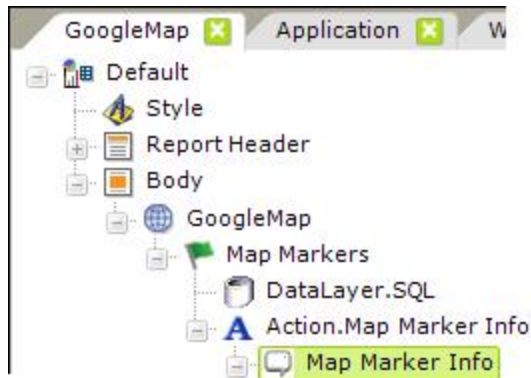 GoogleMap Application W
Default
Style
Report Header
Body
GoogleMap
Map Markers
DataLayer.SQL
Action.Map Marker Info
Map Marker Info